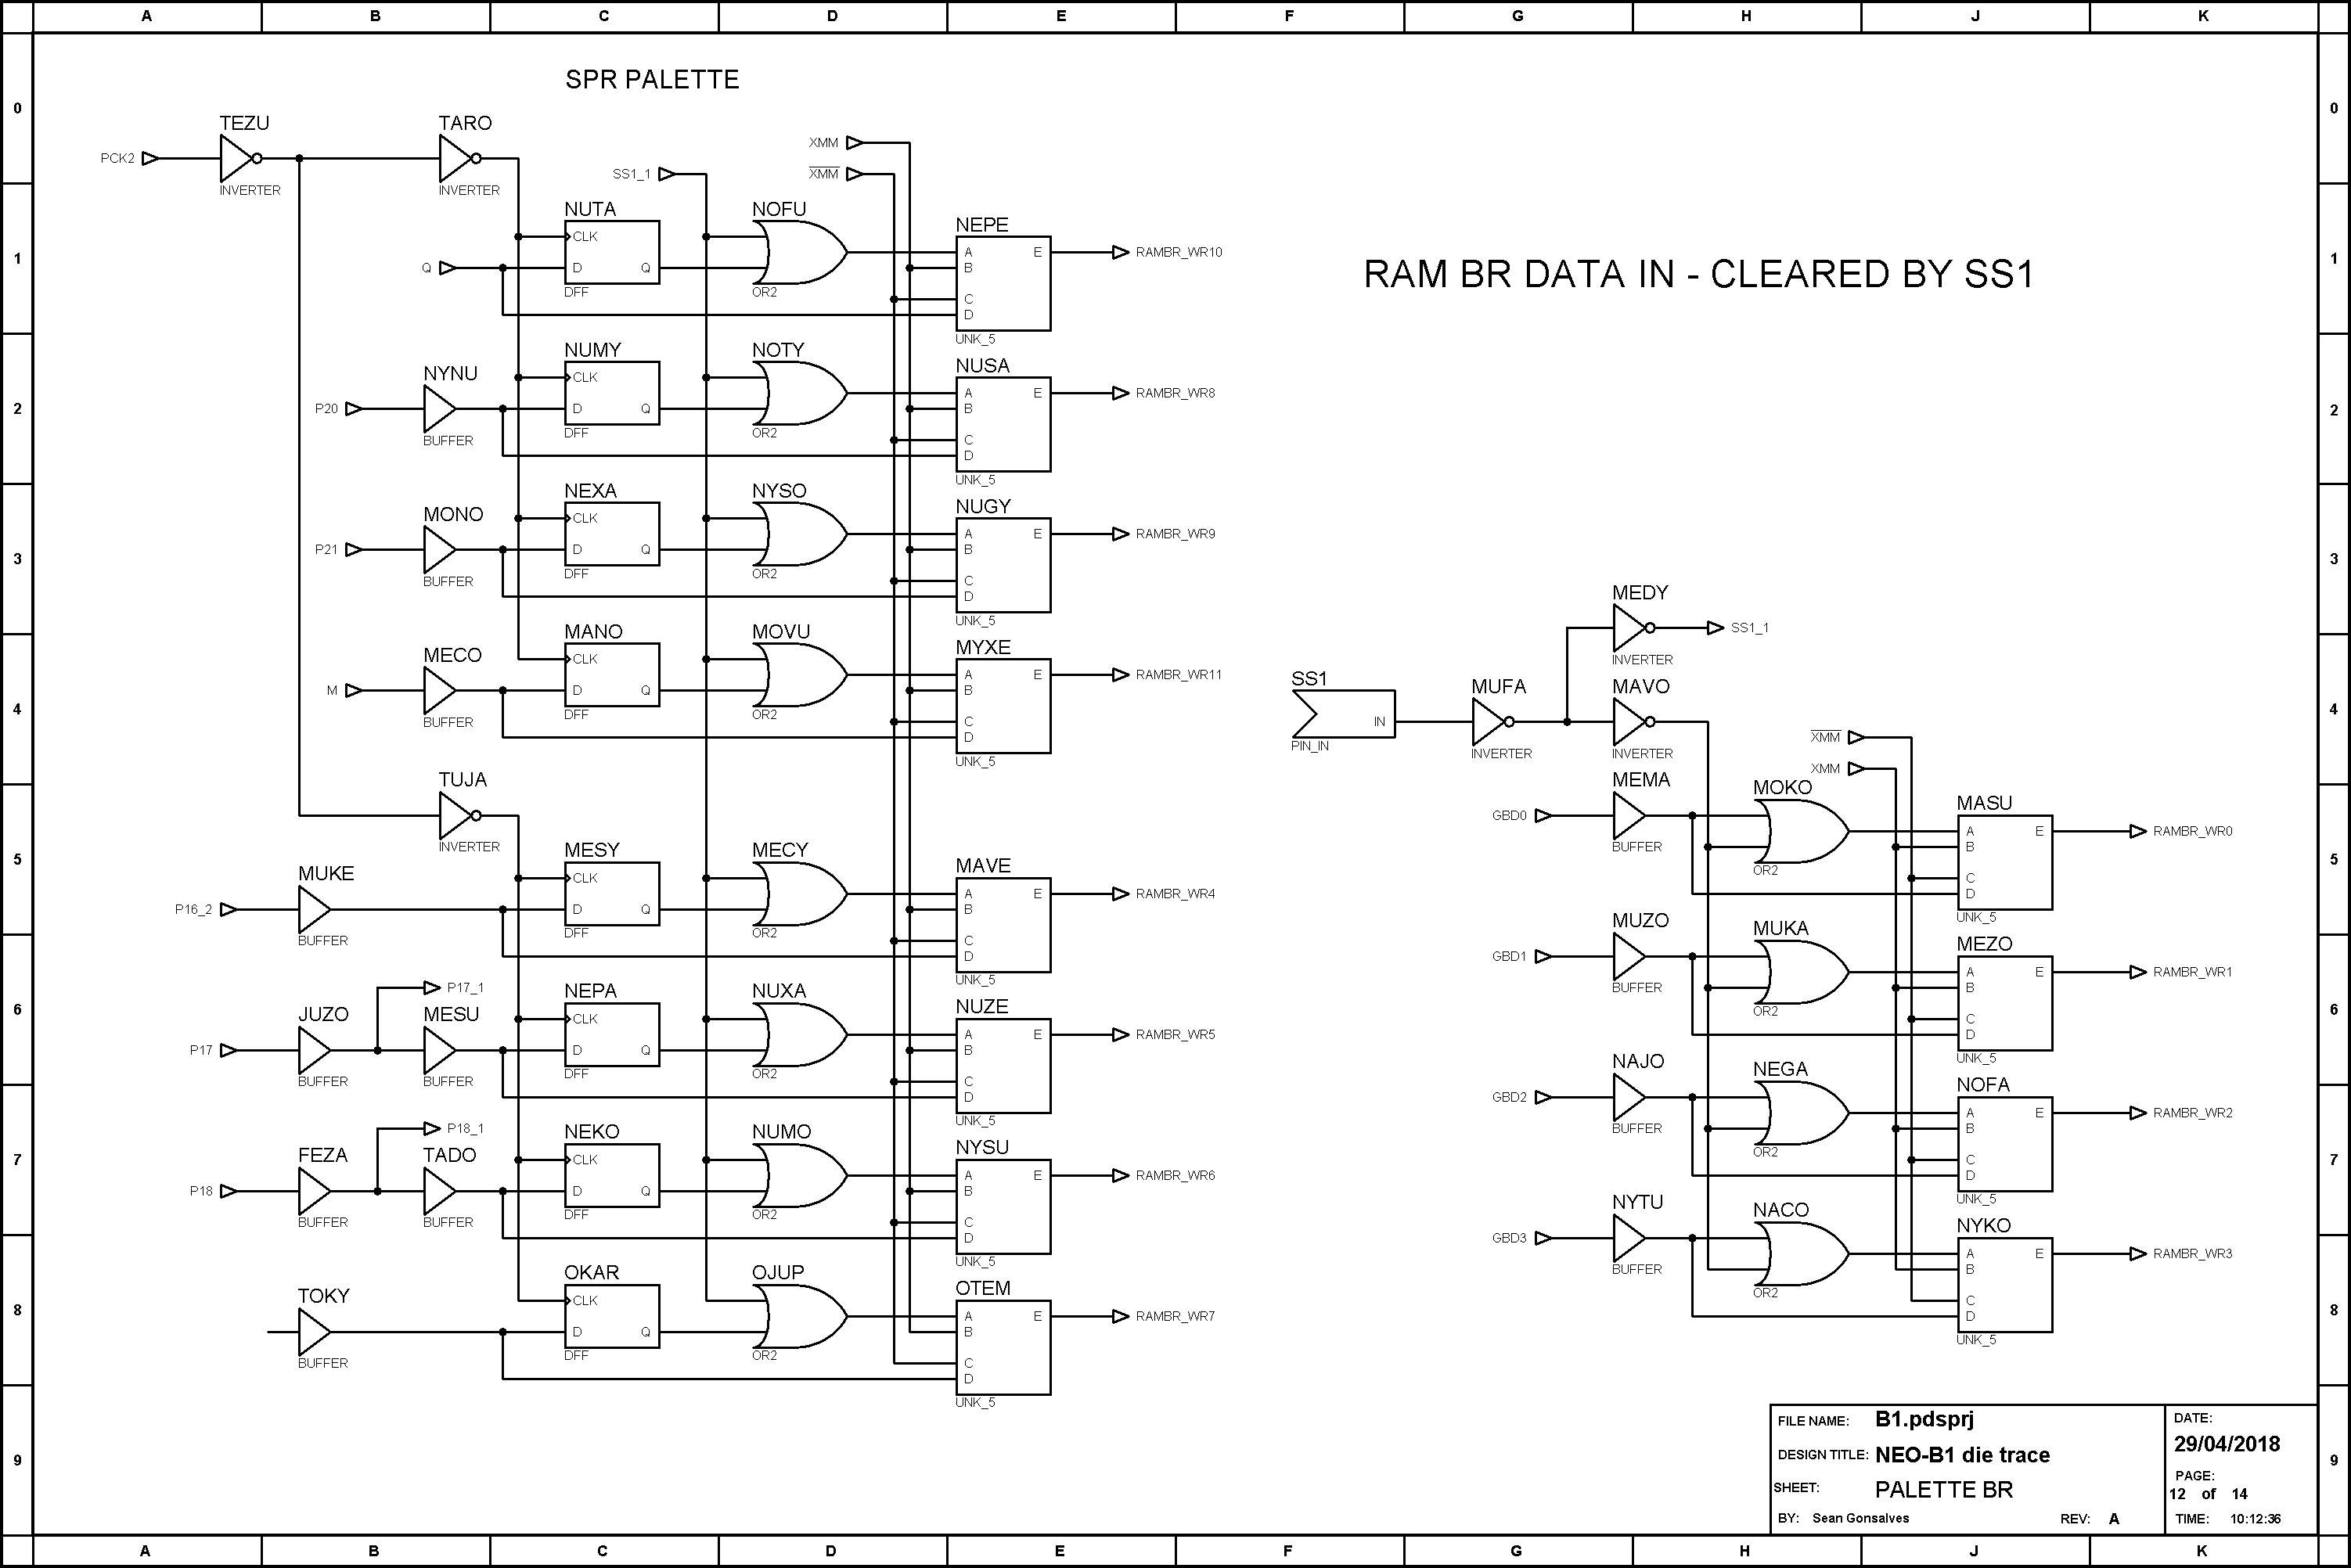 A B C D E F G H J K
SPR PALETTE
0 0
TEZU TARO
PCK2
INVERTER INVERTER
XMM
XMM
SS1_1
NUTA NOFU NEPE
CLK
Q D Q
DFF OR2
A E RAMBR_WR10
B
C
D
UNK_5
1 1
RAM BR DATA IN - CLEARED BY SS1
NYNU NUMY NOTY NUSA
CLK
P20 D Q
BUFFER DFF OR2
A E RAMBR_WR8
B
C
D
UNK_5
2 2
MONO NEXA NYSO NUGY
CLK
P21 D Q
BUFFER DFF OR2
A E RAMBR_WR9
B
C
D
UNK_5
3 3
MECO MANO MOVU MYXE
CLK
M D Q
BUFFER DFF OR2
A E RAMBR_WR11
B
C
D
UNK_5
4 4
TUJA
INVERTER
MUKE MESY MECY MAVE
CLK
P16_2 D Q
BUFFER DFF OR2
A E RAMBR_WR4
B
C
D
UNK_5
5 5
P17_1
JUZO MESU NEPA NUXA NUZE
CLK
P17 D Q
BUFFER BUFFER DFF OR2
A E RAMBR_WR5
B
C
D
UNK_5
6 6
P18_1
FEZA TADO NEKO NUMO NYSU
CLK
P18 D Q
BUFFER BUFFER DFF OR2
A E RAMBR_WR6
B
C
D
UNK_5
7 7
TOKY OKAR OJUP OTEM
CLK
D Q
BUFFER DFF OR2
A E RAMBR_WR7
B
C
D
UNK_5
8 8
9 9
MEDY
SS1_1
INVERTER
SS1 MUFA MAVO
IN
PIN_IN INVERTER INVERTER
XMM
XMM
MEMA MOKO MASU
GBD0
BUFFER OR2
A E RAMBR_WR0
B
C
D
UNK_5
MUZO MUKA MEZO
GBD1
BUFFER OR2
A E RAMBR_WR1
B
C
D
UNK_5
NAJO NEGA NOFA
GBD2
BUFFER OR2
A E RAMBR_WR2
B
C
D
UNK_5
NYTU NACO NYKO
GBD3
BUFFER OR2
A E RAMBR_WR3
B
C
D
UNK_5
FILE NAME: B1.pdsprj
DESIGN TITLE: NEO-B1 die trace
SHEET: PALETTE BR
BY: Sean Gonsalves REV: A
DATE:
29/04/2018
PAGE:
12 of 14
TIME: 10:12:36
A B C D E F G H J K